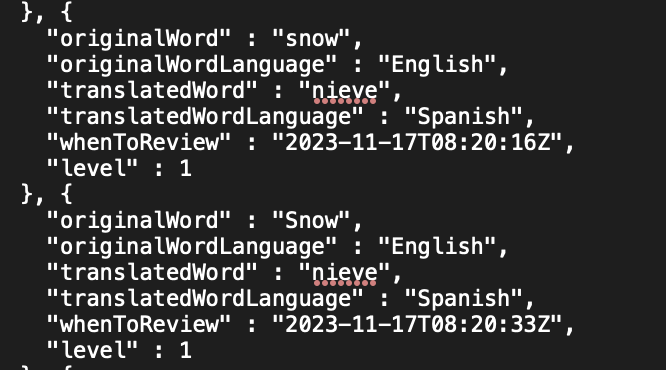 }, {
"originalWord" : "snow",
"originalWordLanguage" : "English",
"translatedWord" : "nieve",
"translatedWordLanguage" : "Spanish",
"whenToReview" : "2023-11-17T08:20:16Z",
"level" : 1
}, {
"originalWord" : "Snow",
"originalWordLanguage" : "English",
"translatedWord" : "nieve",
"translatedWordLanguage" : "Spanish",
"whenToReview" : "2023-11-17T08:20:33Z",
"level" : 1
}, {